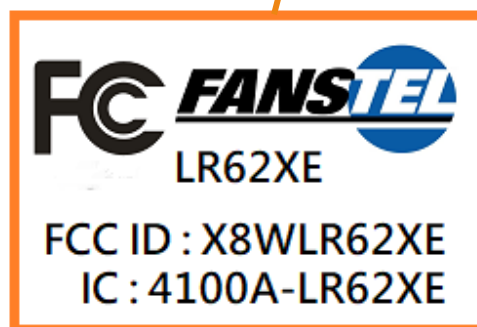 FC FANSTEL
LR62XE
FCC ID : X8WLR62XE
IC : 4100A-LR62XE